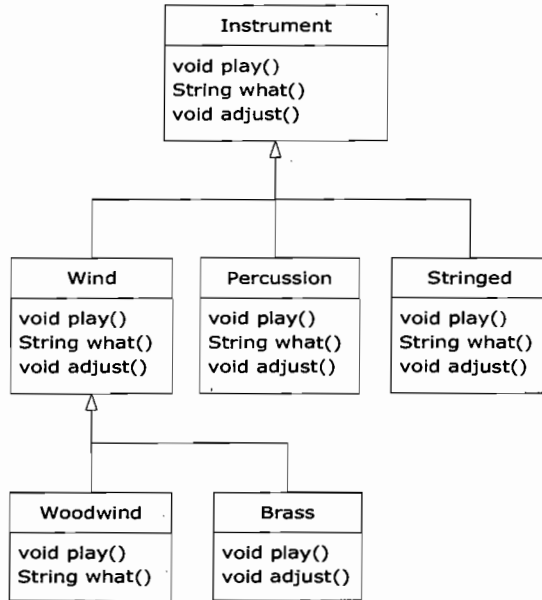 Instrument
void play()
String what()
void adjust()
Wind
void play()
String what()
void adjust()
Percussion
void play()
String what()
void adjust()
Stringed
void play()
String what()
void adjust()
Woodwind
void play()
String what()
Brass
void play()
void adjust()